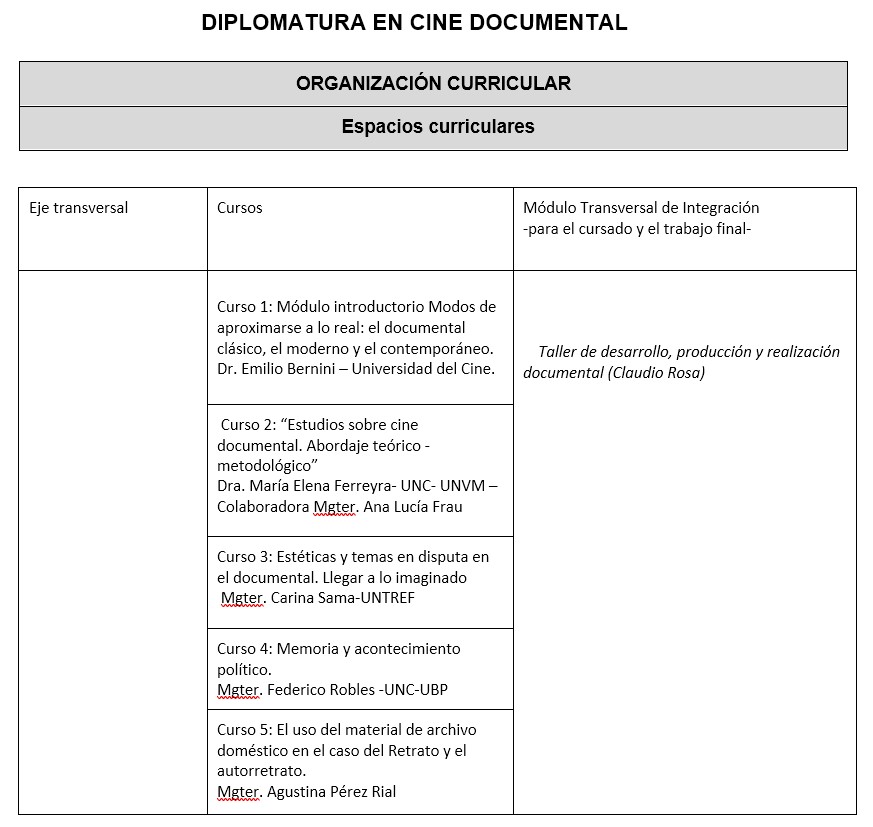 DIPLOMATURA EN CINE DOCUMENTAL
ORGANIZACIÓN CURRICULAR
Espacios curriculares
Eje transversal
Cursos
Módulo Transversal de Integración
-para el cursado y el trabajo final-
Curso 1: Módulo introductorio Modos de
aproximarse a lo real: el documental
clásico, el moderno y el contemporáneo.
Dr. Emilio Bernini – Universidad del Cine.
Taller de desarrollo, producción y realización
documental (Claudio Rosa)
Curso 2: “Estudios sobre cine
documental. Abordaje teórico -
metodológico”
Dra. María Elena Ferreyra- UNC- UNVM –
Colaboradora Mgter. Ana Lucía Frau
Curso 3: Estéticas y temas en disputa en
el documental. Llegar a lo imaginado
Mgter. Carina Sama-UNTREF
Curso 4: Memoria y acontecimiento
político.
Mgter. Federico Robles -UNC-UBP
Curso 5: El uso del material de archivo
doméstico en el caso del Retrato y el
autorretrato.
Mgter. Agustina Pérez Rial